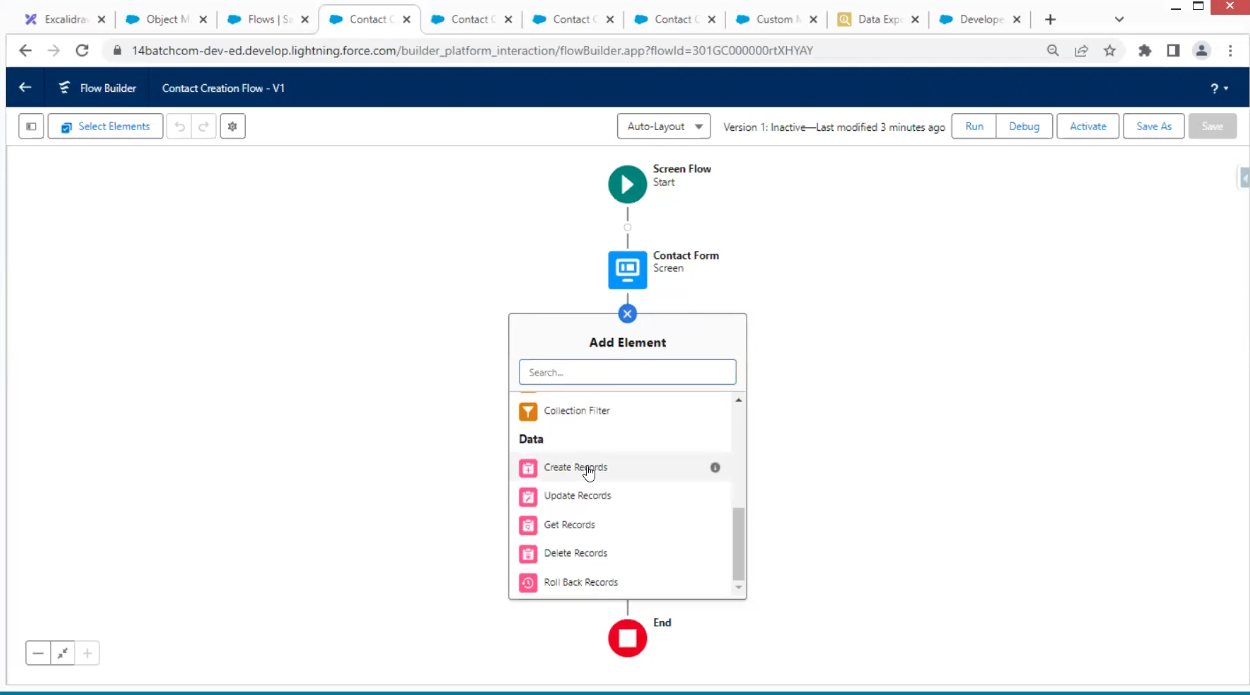 Excalidraw
Object M
Flows | S
Contact C
Contact C
Contact C
Contact C
Custom M
Data Exp
Develope
14batchcom-dev-ed.develop.lightning.force.com/builder_platform_interaction/flowBuilder.app?flowId=301GC000000rtXHYAY
Flow Builder
Contact Creation Flow - V1
?
Select Elements
Auto-Layout
Version 1: Inactive—Last modified 3 minutes ago
Run
Debug
Activate
Save As
Save
Screen Flow
Start
Contact Form
Screen
Add Element
Search...
Collection Filter
Data
Create Records
Update Records
Get Records
Delete Records
Roll Back Records
End